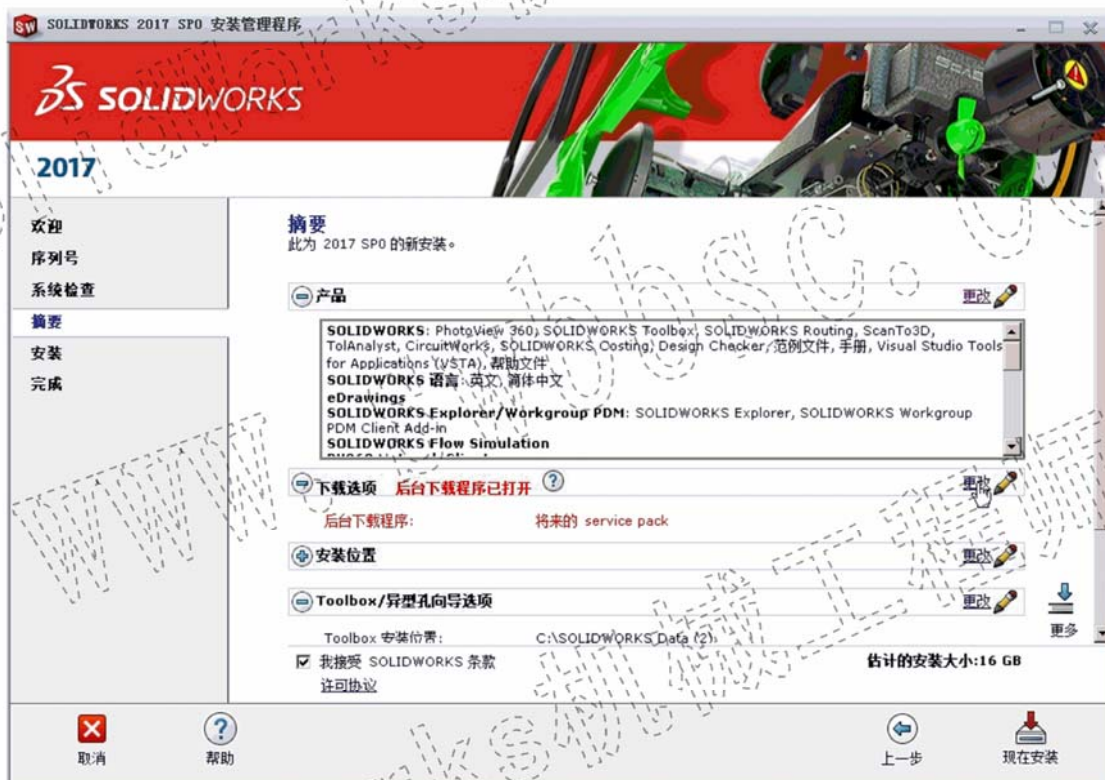 SOLIDWORKS 2017 SP0 安装管理程序
SOLIDWORKS
2017
欢迎
序列号
系统检查
摘要
安装
完成
摘要
此为 2017 SP0 的新安装。
产品
更改
SOLIDWORKS: PhotoView 360, SOLIDWORKS Toolbox, SOLIDWORKS Routing, ScanTo3D,
TolAnalyst, CircuitWorks, SOLIDWORKS Costing, Design Checker, 范例文件, 手册, Visual Studio Tools
for Applications (VSTA), 帮助文件
SOLIDWORKS 语言: 英文, 简体中文
eDrawings
SOLIDWORKS Explorer/Workgroup PDM: SOLIDWORKS Explorer, SOLIDWORKS Workgroup
PDM Client Add-in
SOLIDWORKS Flow Simulation
下载选项 后台下载程序已打开 ?
更改
后台下载程序: 将来的 service pack
安装位置
更改
Toolbox/异型孔向导选项
更改
Toolbox 安装位置: C:\SOLIDWORKS Data (2)
更多
我接受 SOLIDWORKS 条款
估计的安装大小:16 GB
许可协议
取消
帮助
上一步
现在安装